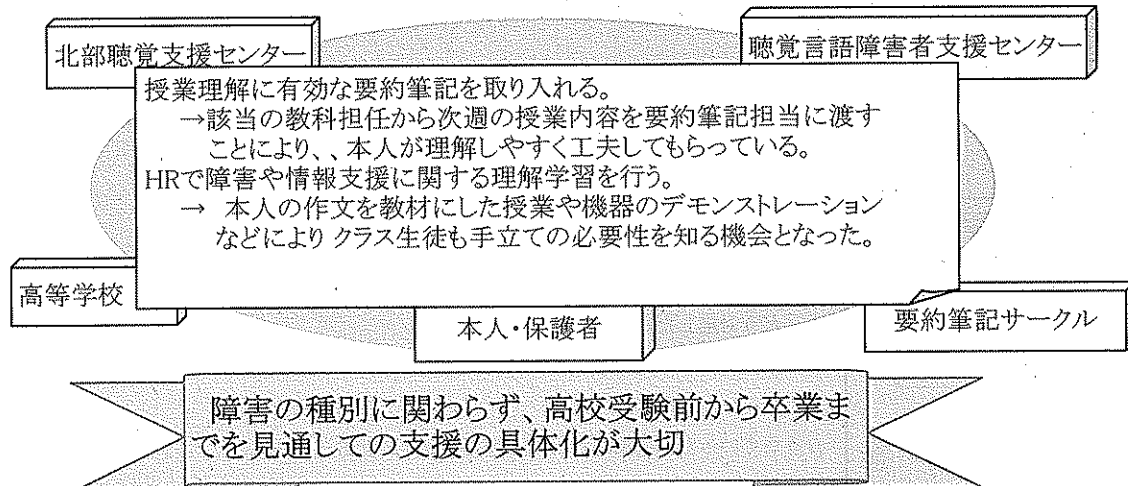 北部聴覚支援センター
聴覚言語障害者支援センター
授業理解に有効な要約筆記を取り入れる。
→該当の教科担任から次週の授業内容を要約筆記担当に渡す
ことにより、、本人が理解しやすく工夫してもらっている。
HRで障害や情報支援に関する理解学習を行う。
→ 本人の作文を教材にした授業や機器のデモンストレーション
などにより クラス生徒も手立ての必要性を知る機会となった。
高等学校
本人・保護者
要約筆記サークル
障害の種別に関わらず、高校受験前から卒業ま
でを見通しての支援の具体化が大切